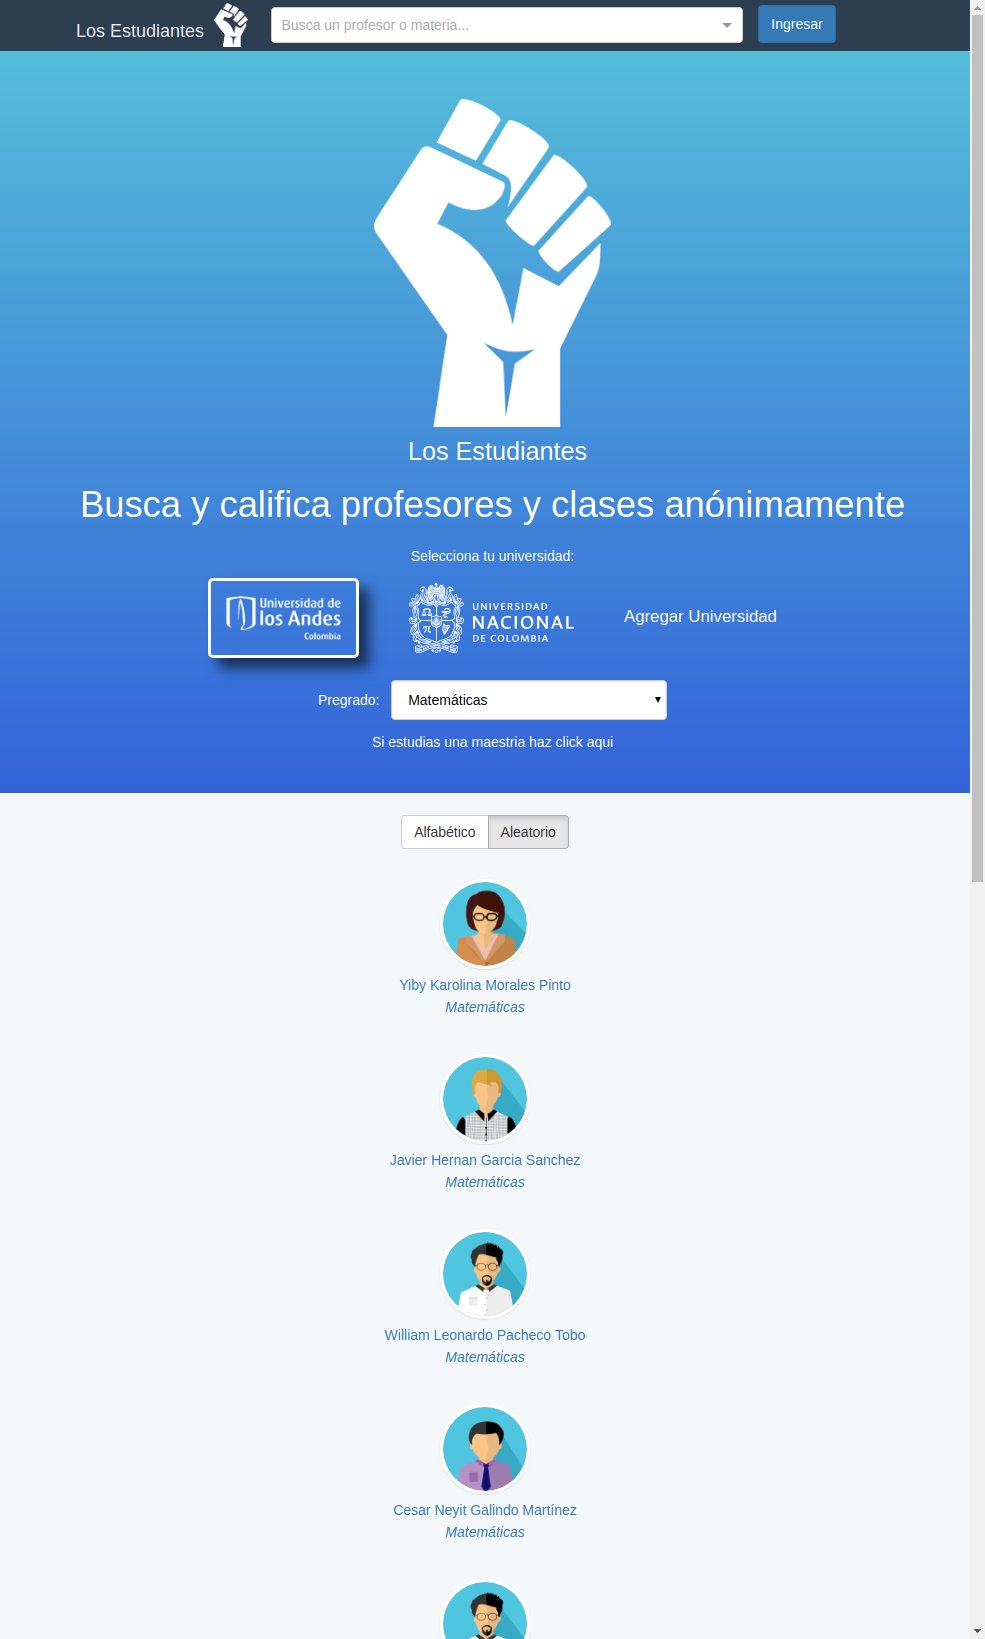 Los Estudiantes
Busca un profesor o materia...
Ingresar
Los Estudiantes
Busca y califica profesores y clases anónimamente
Selecciona tu universidad:
Universidad de
los Andes
Colombia
UNIVERSIDAD
NACIONAL
DE COLOMBIA
Agregar Universidad
Pregrado:
Matemáticas
Si estudias una maestria haz click aqui
Alfabético
Aleatorio
Yiby Karolina Morales Pinto
Matemáticas
Javier Hernan Garcia Sanchez
Matemáticas
William Leonardo Pacheco Tobo
Matemáticas
Cesar Neyit Galindo Martínez
Matemáticas